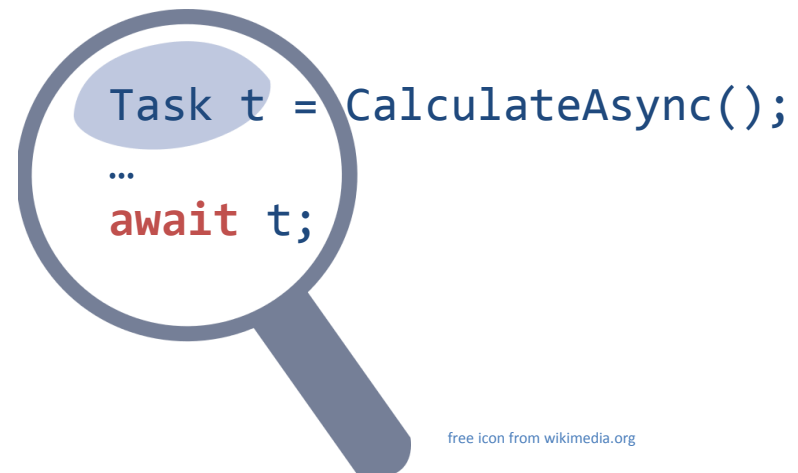 Task t = CalculateAsync();
…
await t;
free icon from wikimedia.org